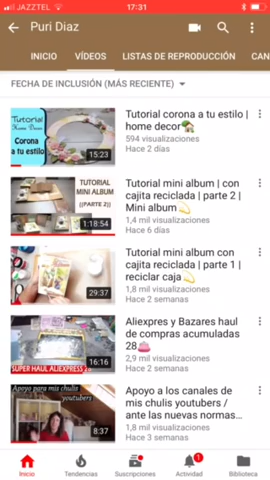 JAZZTEL 17:31
Puri Diaz
INICIO VÍDEOS LISTAS DE REPRODUCCIÓN CAN
FECHA DE INCLUSIÓN (MÁS RECIENTE)
Tutorial
Home Decor
Corona
a tu estilo
15:23
Tutorial corona a tu estilo |
home decor🏡
594 visualizaciones
Hace 2 días
TUTORIAL
MINI ALBUM
((PARTE 2))
1:18:54
Tutorial mini album | con
cajita reciclada | parte 2 |
Mini album💫
1,4 mil visualizaciones
Hace 6 días
29:37
Tutorial mini album con
cajita reciclada | parte 1 |
reciclar caja💫
1,8 mil visualizaciones
Hace 2 semanas
SUPER HAUL ALIEXPRESS 2
16:16
Aliexpres y Bazares haul
de compras acumuladas
28👛
2,9 mil visualizaciones
Hace 2 semanas
Apoyo para mis chulis
youtubers
8:37
Apoyo a los canales de
mis chulis youtubers /
ante las nuevas normas...
1,8 mil visualizaciones
Hace 3 semanas
1
Inicio Tendencias Suscripciones Actividad Biblioteca